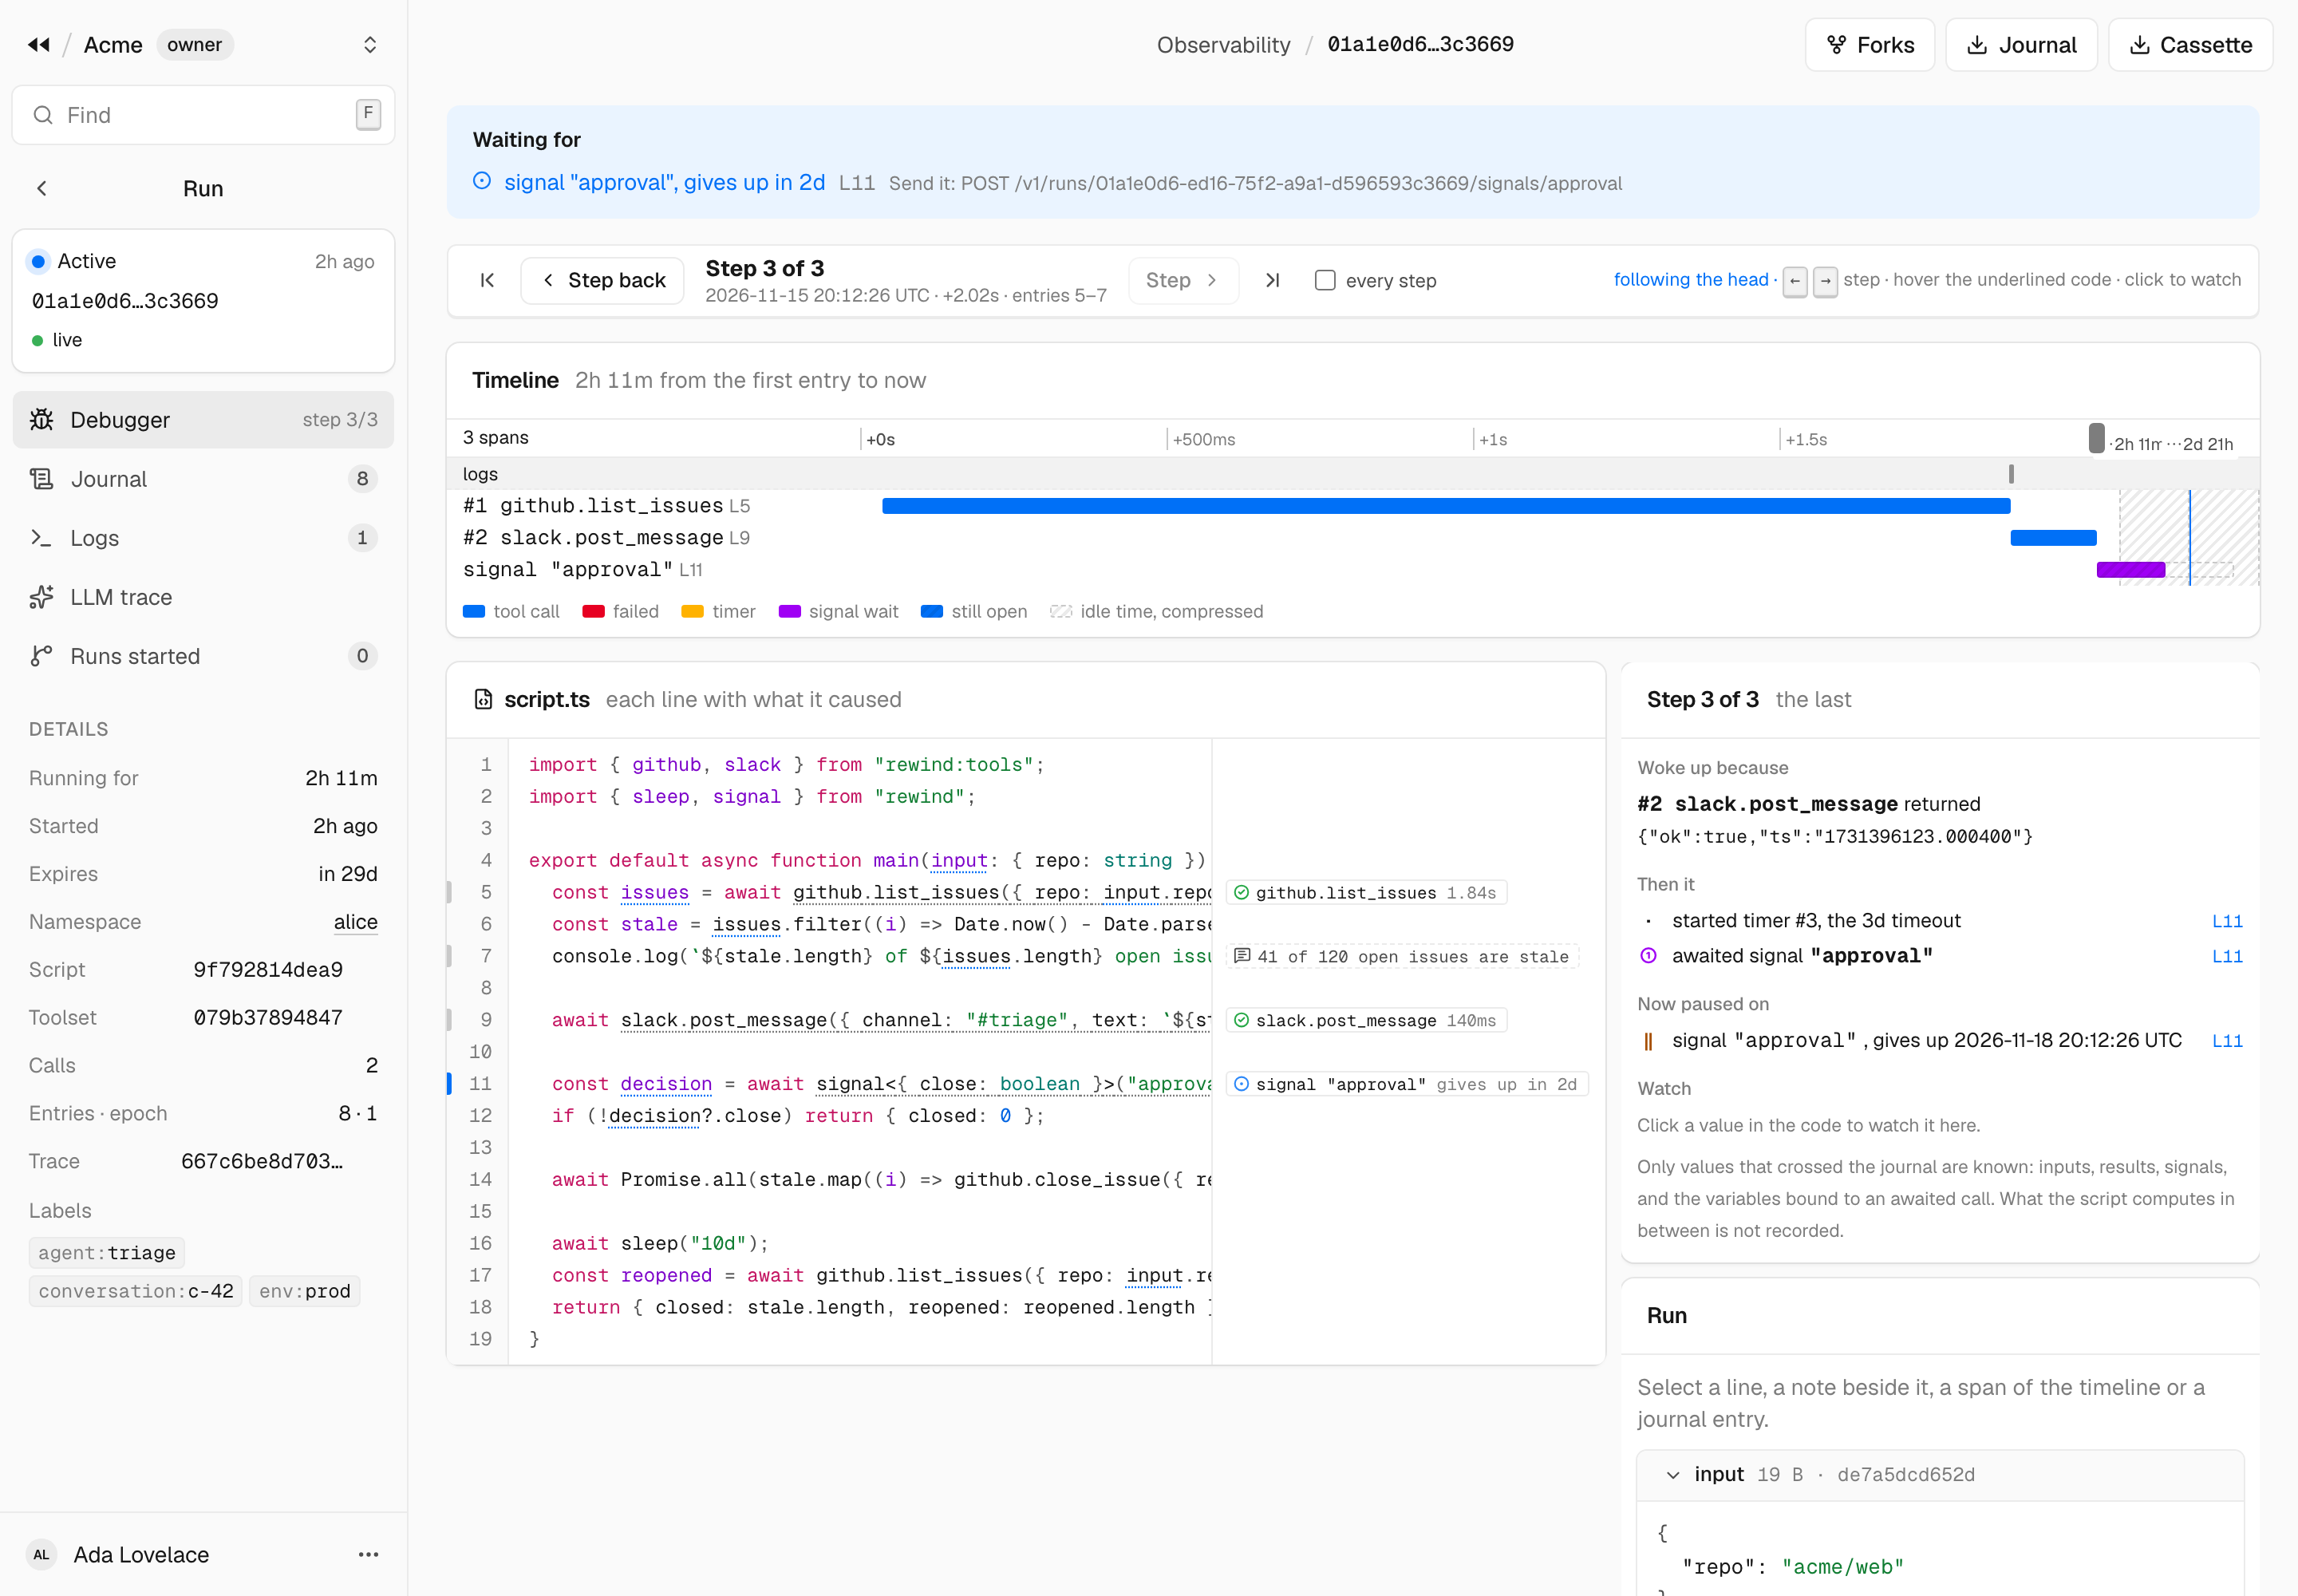 Acme owner
Find F
Run
Active 2h ago
01a1e0d6…3c3669
live
Debugger step 3/3
Journal 8
Logs 1
LLM trace
Runs started 0
DETAILS
Running for 2h 11m
Started 2h ago
Expires in 29d
Namespace alice
Script 9f792814dea9
Toolset 079b37894847
Calls 2
Entries · epoch 8 · 1
Trace 667c6be8d703…
Labels
agent:triage
conversation:c-42 env:prod
AL Ada Lovelace
Observability / 01a1e0d6…3c3669
Forks Journal Cassette
Waiting for
signal "approval", gives up in 2d L11 Send it: POST /v1/runs/01a1e0d6-ed16-75f2-a9a1-d596593c3669/signals/approval
Step back
Step 3 of 3
2026-11-15 20:12:26 UTC · +2.02s · entries 5–7
Step
every step
following the head · ← → step · hover the underlined code · click to watch
Timeline 2h 11m from the first entry to now
3 spans +0s +500ms +1s +1.5s 2h 11m ···2d 21h
logs
#1 github.list_issues L5
#2 slack.post_message L9
signal "approval" L11
tool call failed timer signal wait still open idle time, compressed
script.ts each line with what it caused
1 import { github, slack } from "rewind:tools";
2 import { sleep, signal } from "rewind";
3
4 export default async function main(input: { repo: string })
5 const issues = await github.list_issues({ repo: input.repo github.list_issues 1.84s
6 const stale = issues.filter((i) => Date.now() - Date.parse
7 console.log(`${stale.length} of ${issues.length} open issu 41 of 120 open issues are stale
8
9 await slack.post_message({ channel: "#triage", text: `${st slack.post_message 140ms
10
11 const decision = await signal<{ close: boolean }>("approva signal "approval" gives up in 2d
12 if (!decision?.close) return { closed: 0 };
13
14 await Promise.all(stale.map((i) => github.close_issue({ re
15
16 await sleep("10d");
17 const reopened = await github.list_issues({ repo: input.re
18 return { closed: stale.length, reopened: reopened.length }
19 }
Step 3 of 3 the last
Woke up because
#2 slack.post_message returned
{"ok":true,"ts":"1731396123.000400"}
Then it
· started timer #3, the 3d timeout L11
awaited signal "approval" L11
Now paused on
signal "approval" , gives up 2026-11-18 20:12:26 UTC L11
Watch
Click a value in the code to watch it here.
Only values that crossed the journal are known: inputs, results, signals,
and the variables bound to an awaited call. What the script computes in
between is not recorded.
Run
Select a line, a note beside it, a span of the timeline or a
journal entry.
input 19 B · de7a5dcd652d
{
"repo": "acme/web"